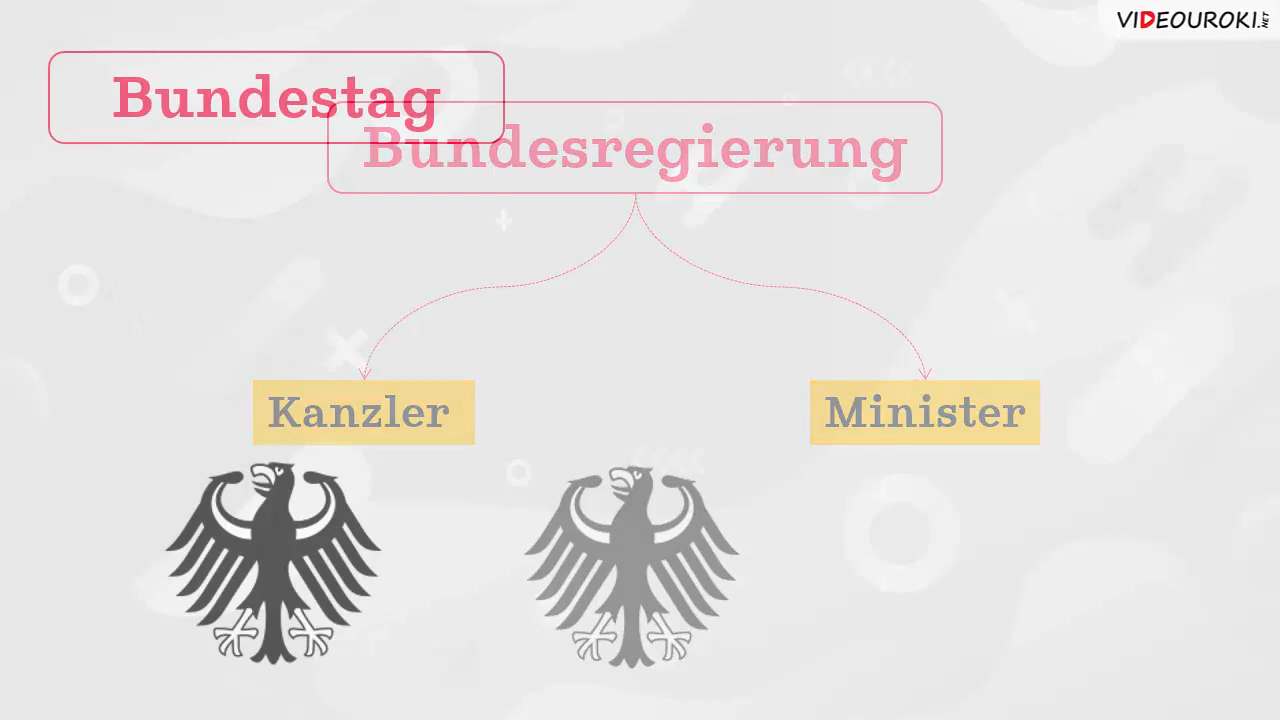 VIDEOUROKI.NET
Bundestag
Bundesregierung
Kanzler
Minister